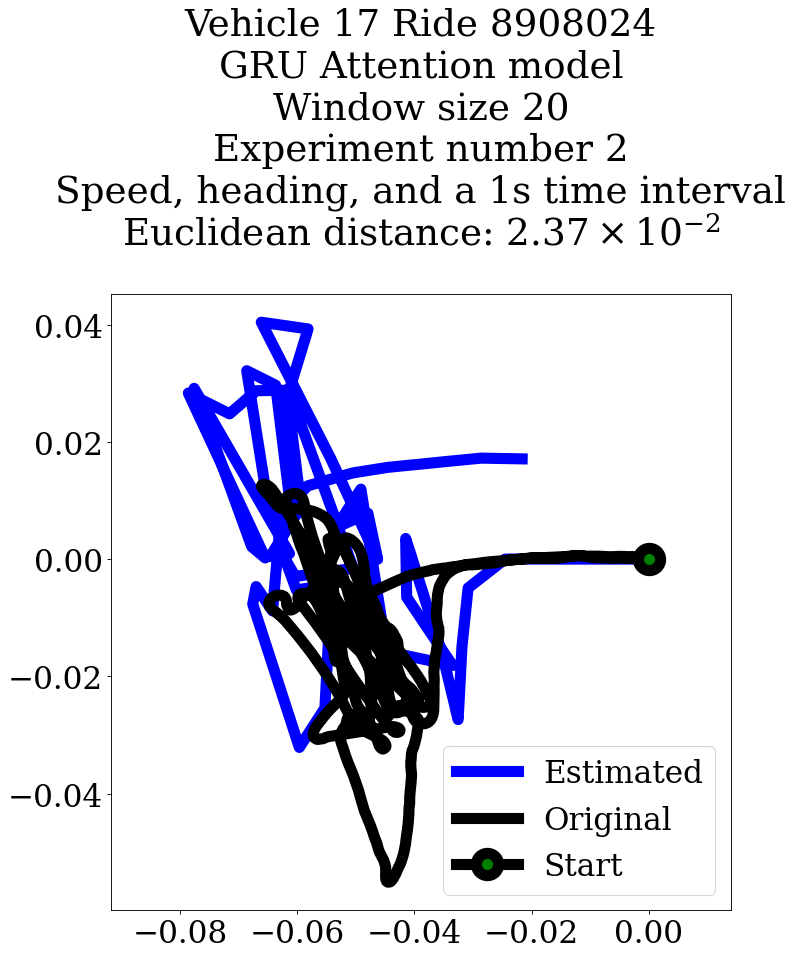 Vehicle 17 Ride 8908024
GRU Attention model
Window size 20
Experiment number 2
Speed, heading, and a 1s time interval
Euclidean distance: 2.37 × 10⁻²
0.04
0.02
0.00
−0.02
−0.04
Estimated
Original
Start
−0.08 −0.06 −0.04 −0.02 0.00